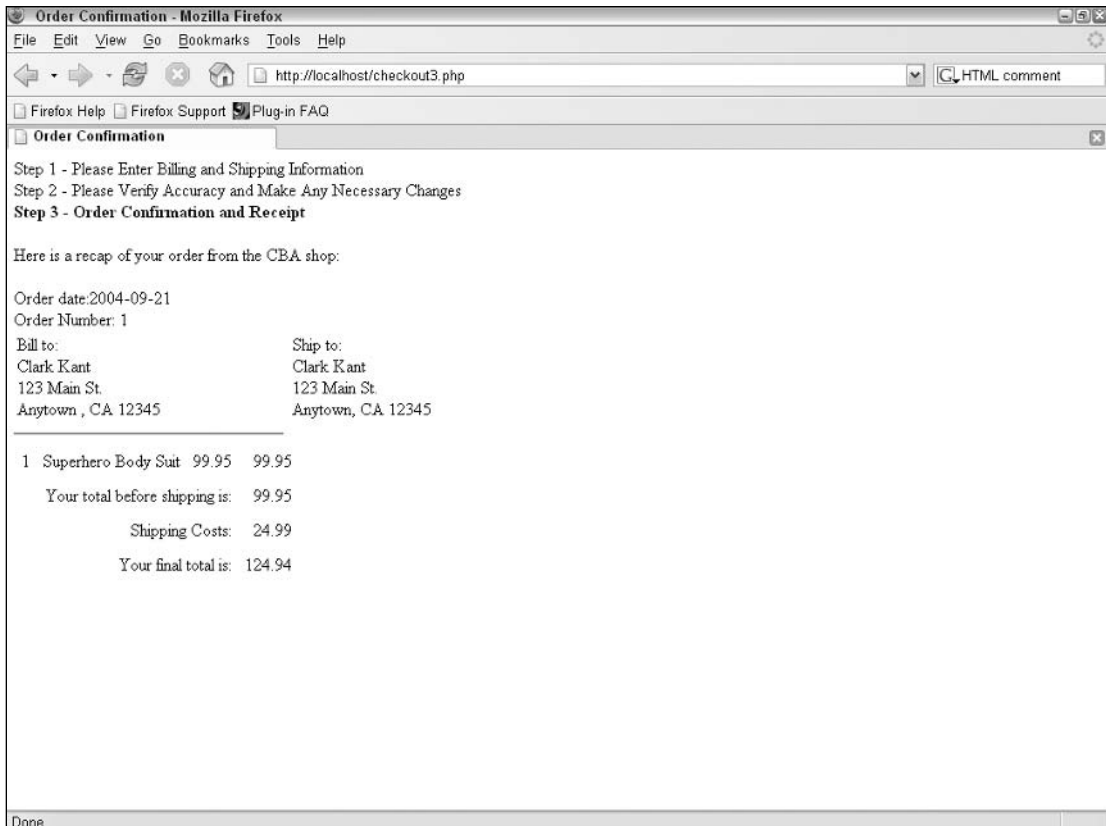 Order Confirmation - Mozilla Firefox
File Edit View Go Bookmarks Tools Help
http://localhost/checkout3.php
G HTML comment
Firefox Help Firefox Support Plug-in FAQ
Order Confirmation
Step 1 - Please Enter Billing and Shipping Information
Step 2 - Please Verify Accuracy and Make Any Necessary Changes
Step 3 - Order Confirmation and Receipt
Here is a recap of your order from the CBA shop:
Order date:2004-09-21
Order Number: 1
Bill to: Ship to:
Clark Kant Clark Kant
123 Main St. 123 Main St.
Anytown , CA 12345 Anytown, CA 12345
1 Superhero Body Suit 99.95 99.95
Your total before shipping is: 99.95
Shipping Costs: 24.99
Your final total is: 124.94
Done